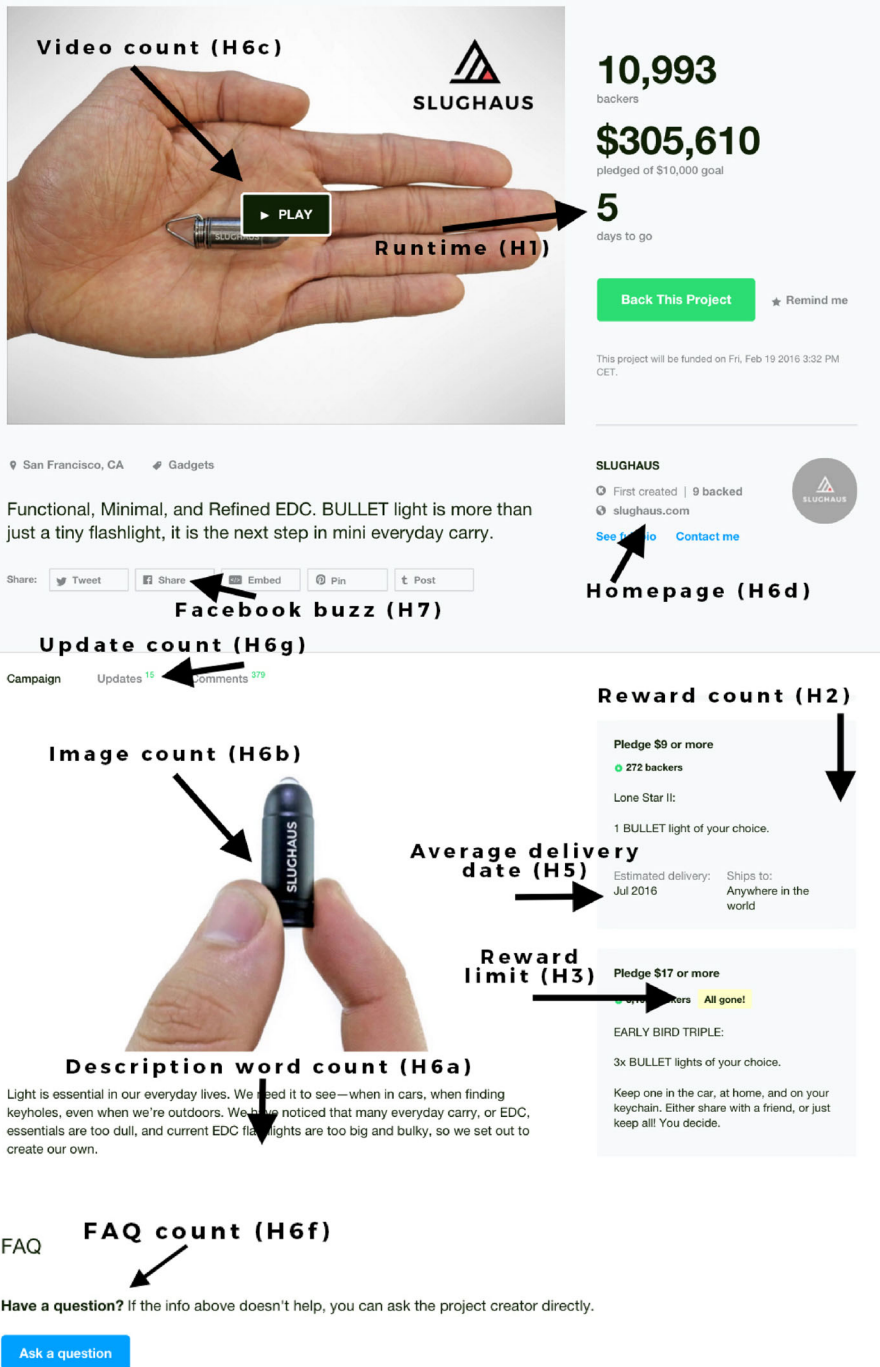 Video count (H6c)
SLUGHAUS
PLAY
SLUGHAUS
Runtime (H1)
10,993
backers
$305,610
pledged of $10,000 goal
5
days to go
Back This Project
Remind me
This project will be funded on Fri, Feb 19 2016 3:32 PM
CET.
San Francisco, CA Gadgets
Functional, Minimal, and Refined EDC. BULLET light is more than
just a tiny flashlight, it is the next step in mini everyday carry.
Share: Tweet Share Embed Pin Post
Facebook buzz (H7)
SLUGHAUS
First created | 9 backed
slughaus.com
See bio Contact me
SLUGHAUS
Homepage (H6d)
Update count (H6g)
Campaign Updates 15 Comments 379
Image count (H6b)
SLUGHAUS
Reward count (H2)
Pledge $9 or more
272 backers
Lone Star II:
1 BULLET light of your choice.
Average delivery
date (H5)
Estimated delivery: Ships to:
Jul 2016 Anywhere in the
world
Reward
limit (H3)
Pledge $17 or more
All gone!
EARLY BIRD TRIPLE:
3x BULLET lights of your choice.
Keep one in the car, at home, and on your
keychain. Either share with a friend, or just
keep all! You decide.
Description word count (H6a)
Light is essential in our everyday lives. We need it to see—when in cars, when finding
keyholes, even when we're outdoors. We have noticed that many everyday carry, or EDC,
essentials are too dull, and current EDC flashlights are too big and bulky, so we set out to
create our own.
FAQ count (H6f)
FAQ
Have a question? If the info above doesn't help, you can ask the project creator directly.
Ask a question